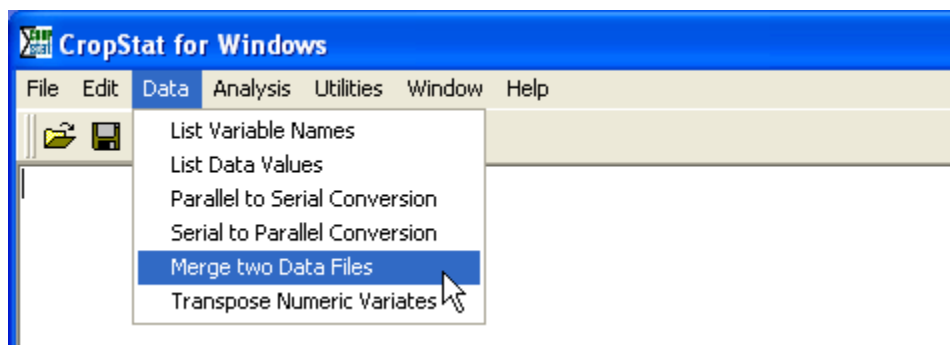 CropStat for Windows
File Edit Data Analysis Utilities Window Help
List Variable Names
List Data Values
Parallel to Serial Conversion
Serial to Parallel Conversion
Merge two Data Files
Transpose Numeric Variates